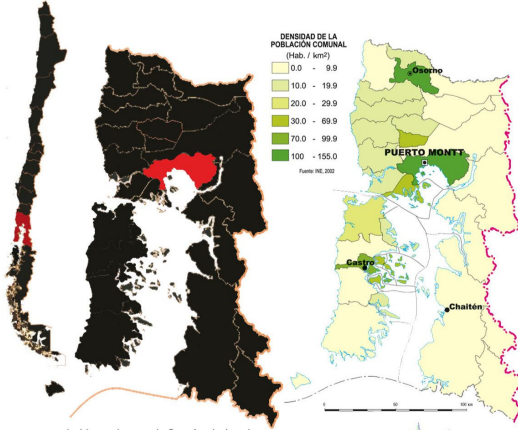 DENSIDAD DE LA
POBLACIÓN COMUNAL
(Hab. / km²)
0.0 - 9.9
10.0 - 19.9
20.0 - 29.9
30.0 - 69.9
70.0 - 99.9
100 - 155.0
Fuente: INE, 2002
Osorno
PUERTO MONTT
Castro
Chaitén
0 50 100 km